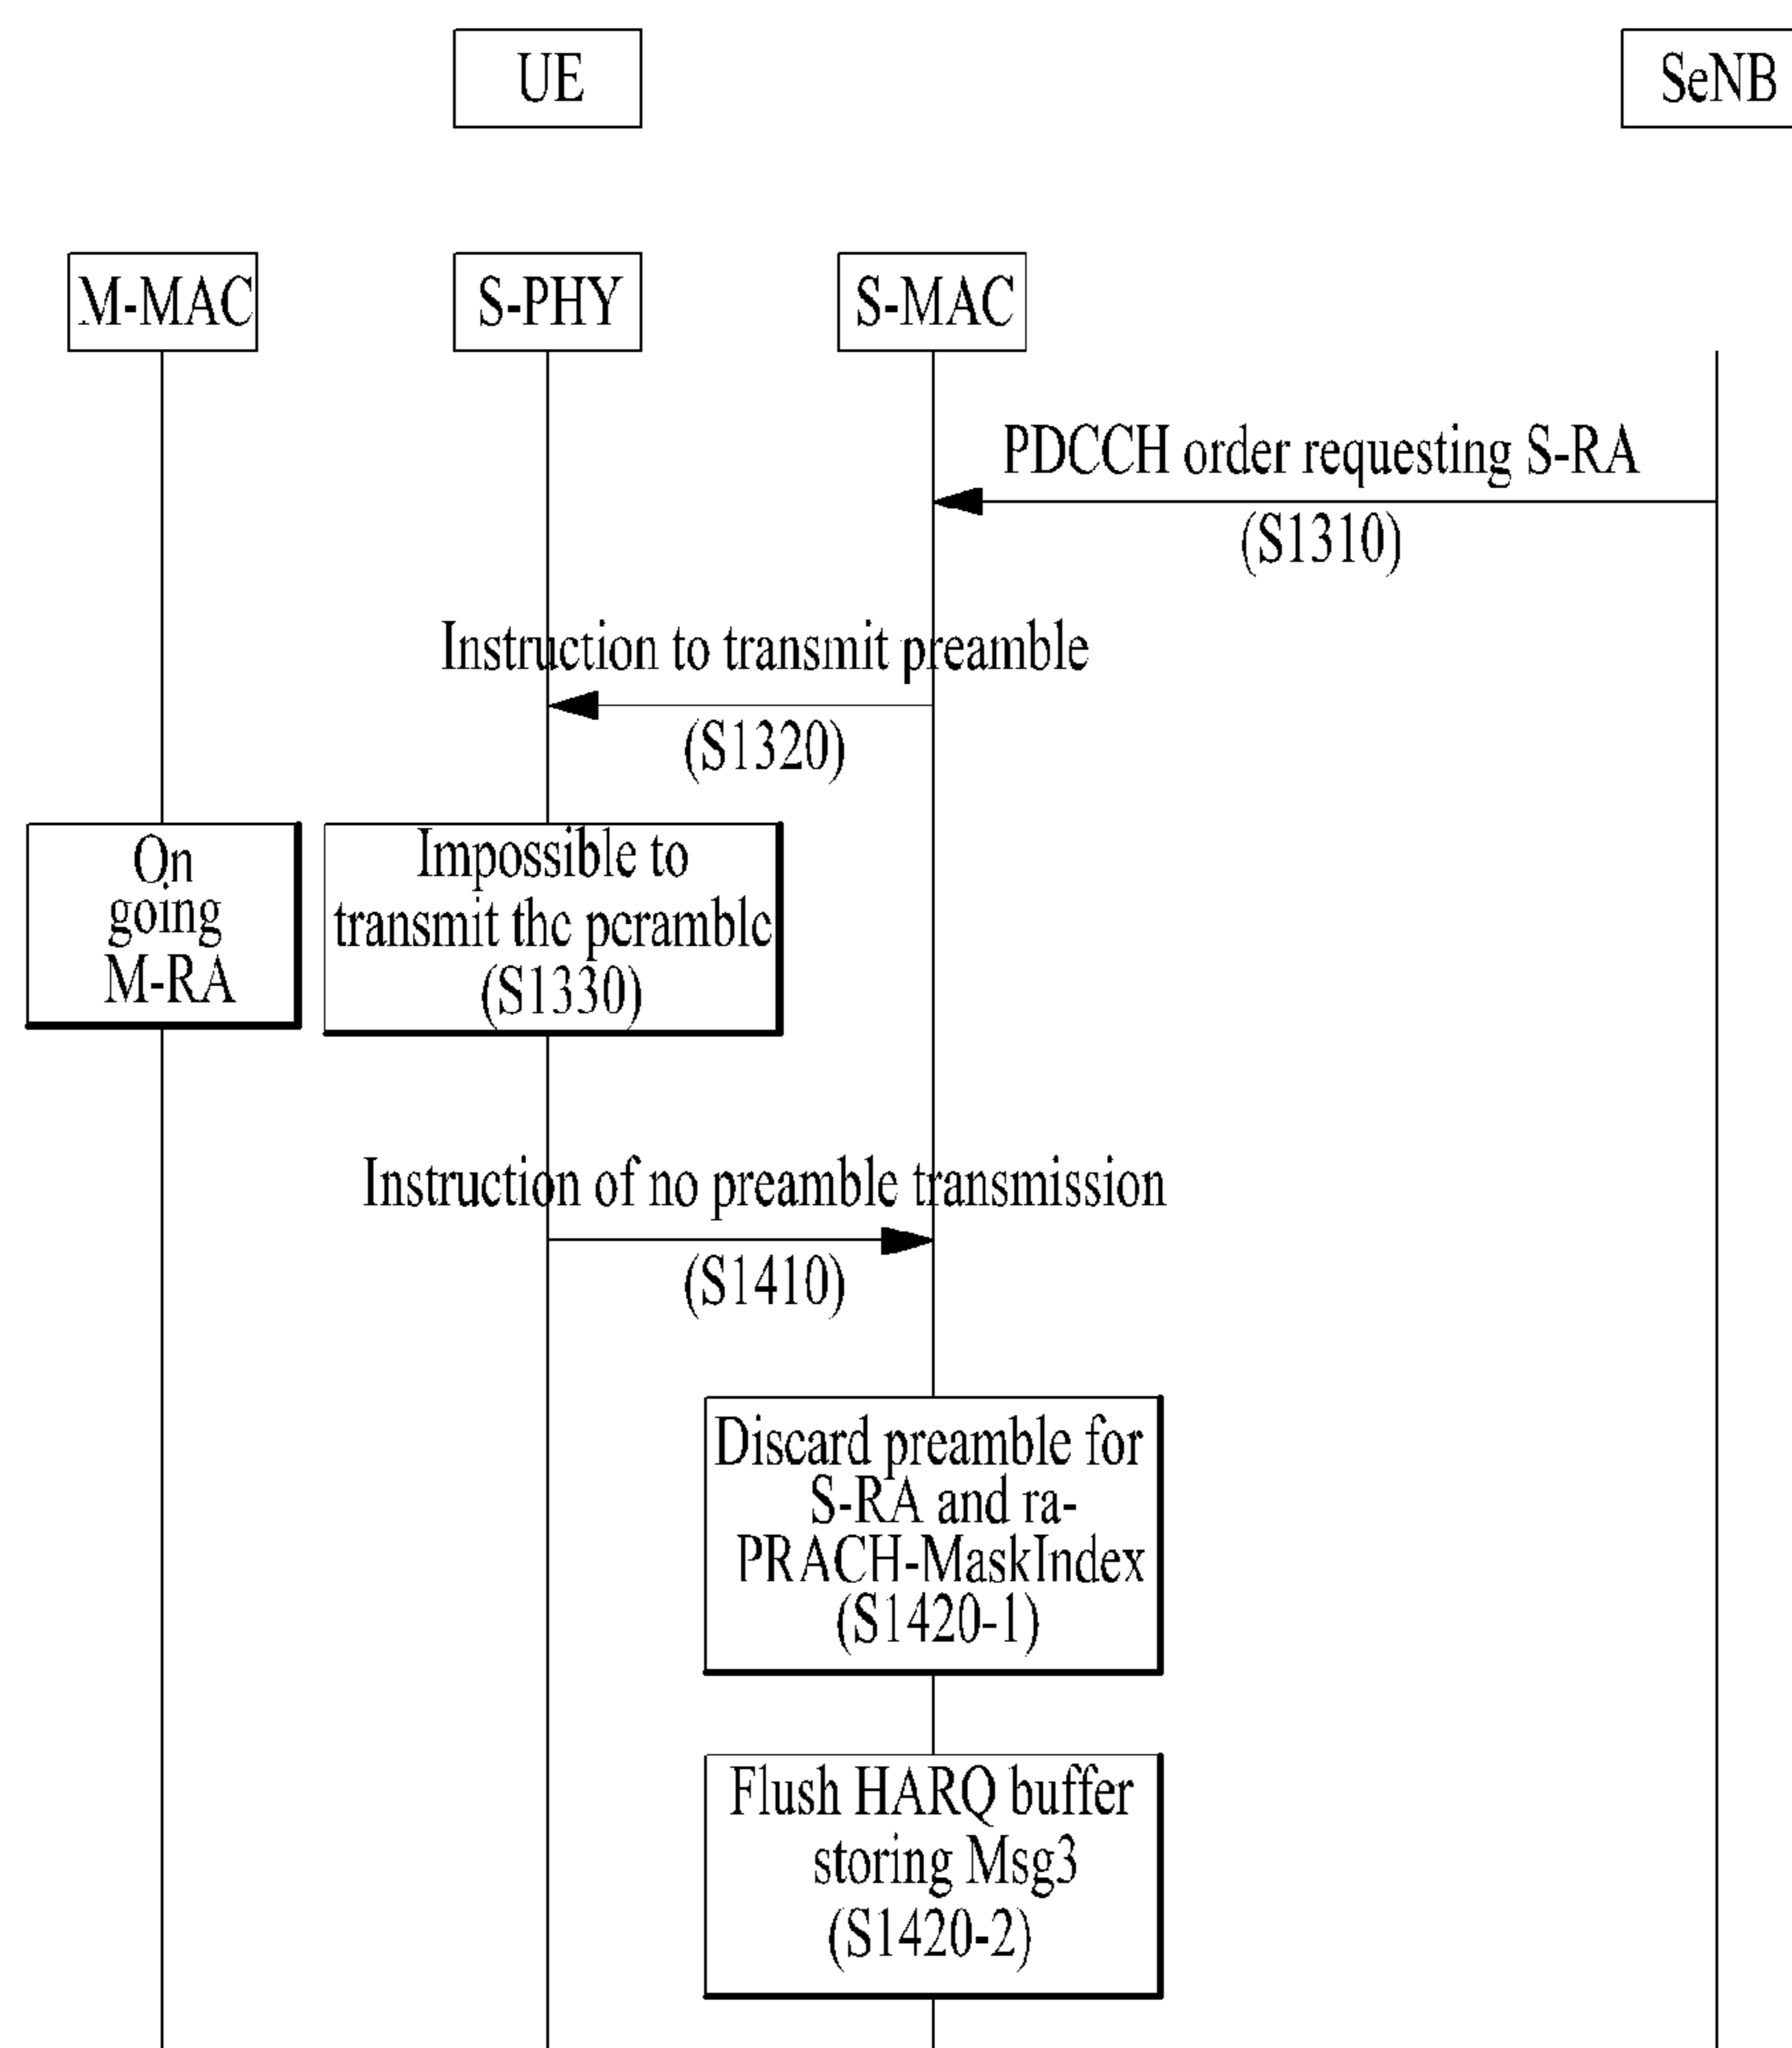 UE
SeNB
M-MAC
S-PHY
S-MAC
PDCCH order requesting S-RA
(S1310)
Instruction to transmit preamble
(S1320)
On
going
M-RA
Impossible to
transmit the peramble
(S1330)
Instruction of no preamble transmission
(S1410)
Discard preamble for
S-RA and ra-
PRACH-MaskIndex
(S1420-1)
Flush HARQ buffer
storing Msg3
(S1420-2)